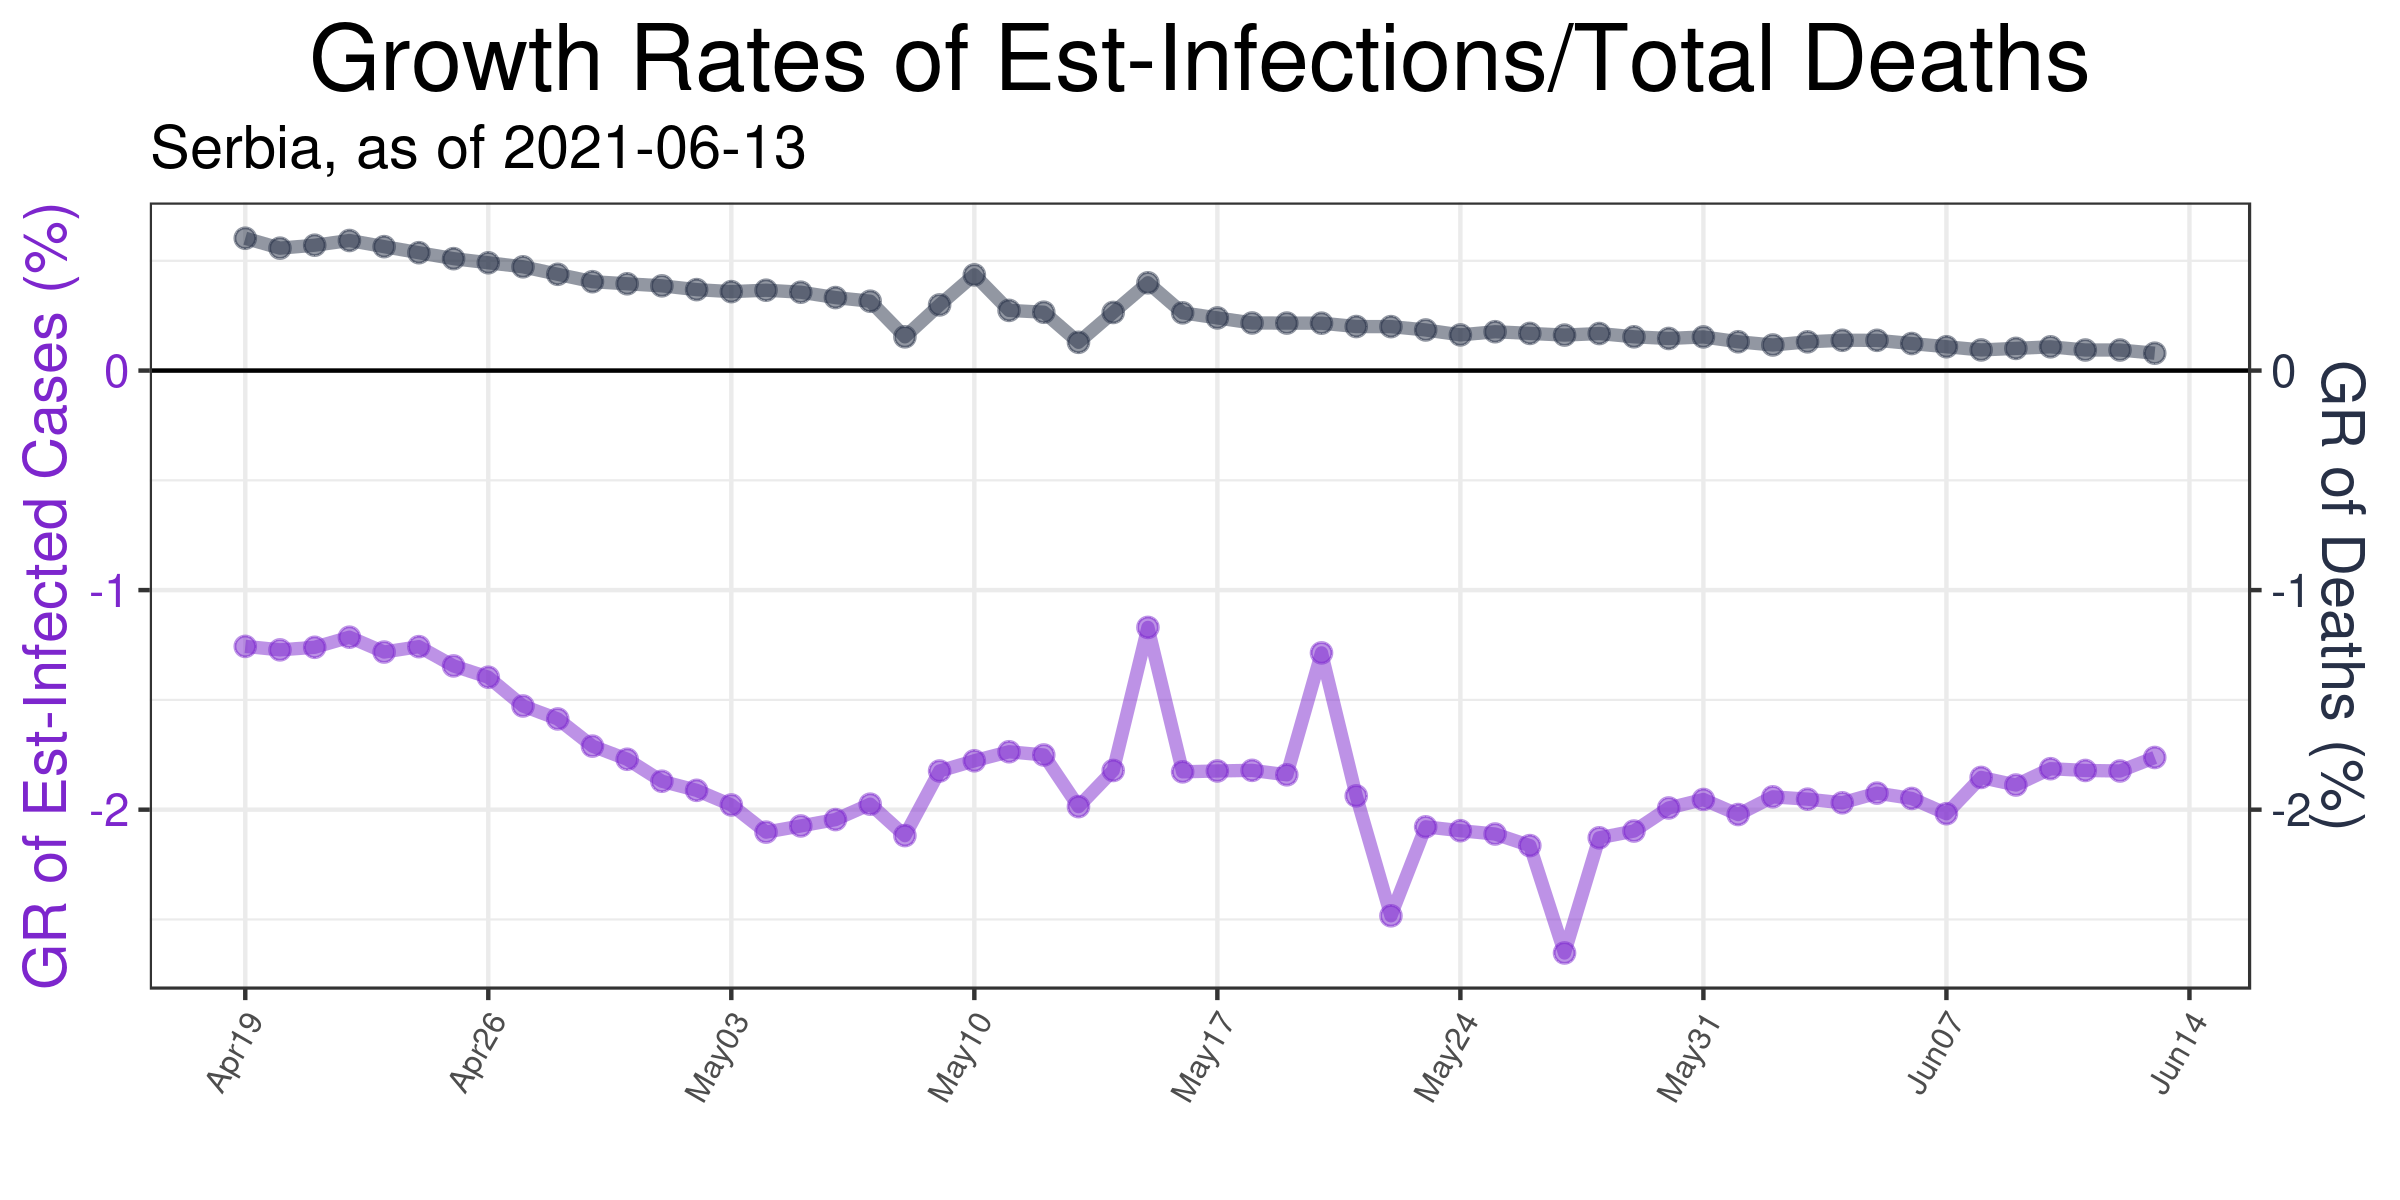 Growth Rates of Est-Infections/Total Deaths
Serbia, as of 2021-06-13
GR of Est-Infected Cases (%)
0
-1
-2
0
-1
-2
GR of Deaths (%)
Apr19
Apr26
May03
May10
May17
May24
May31
Jun07
Jun14